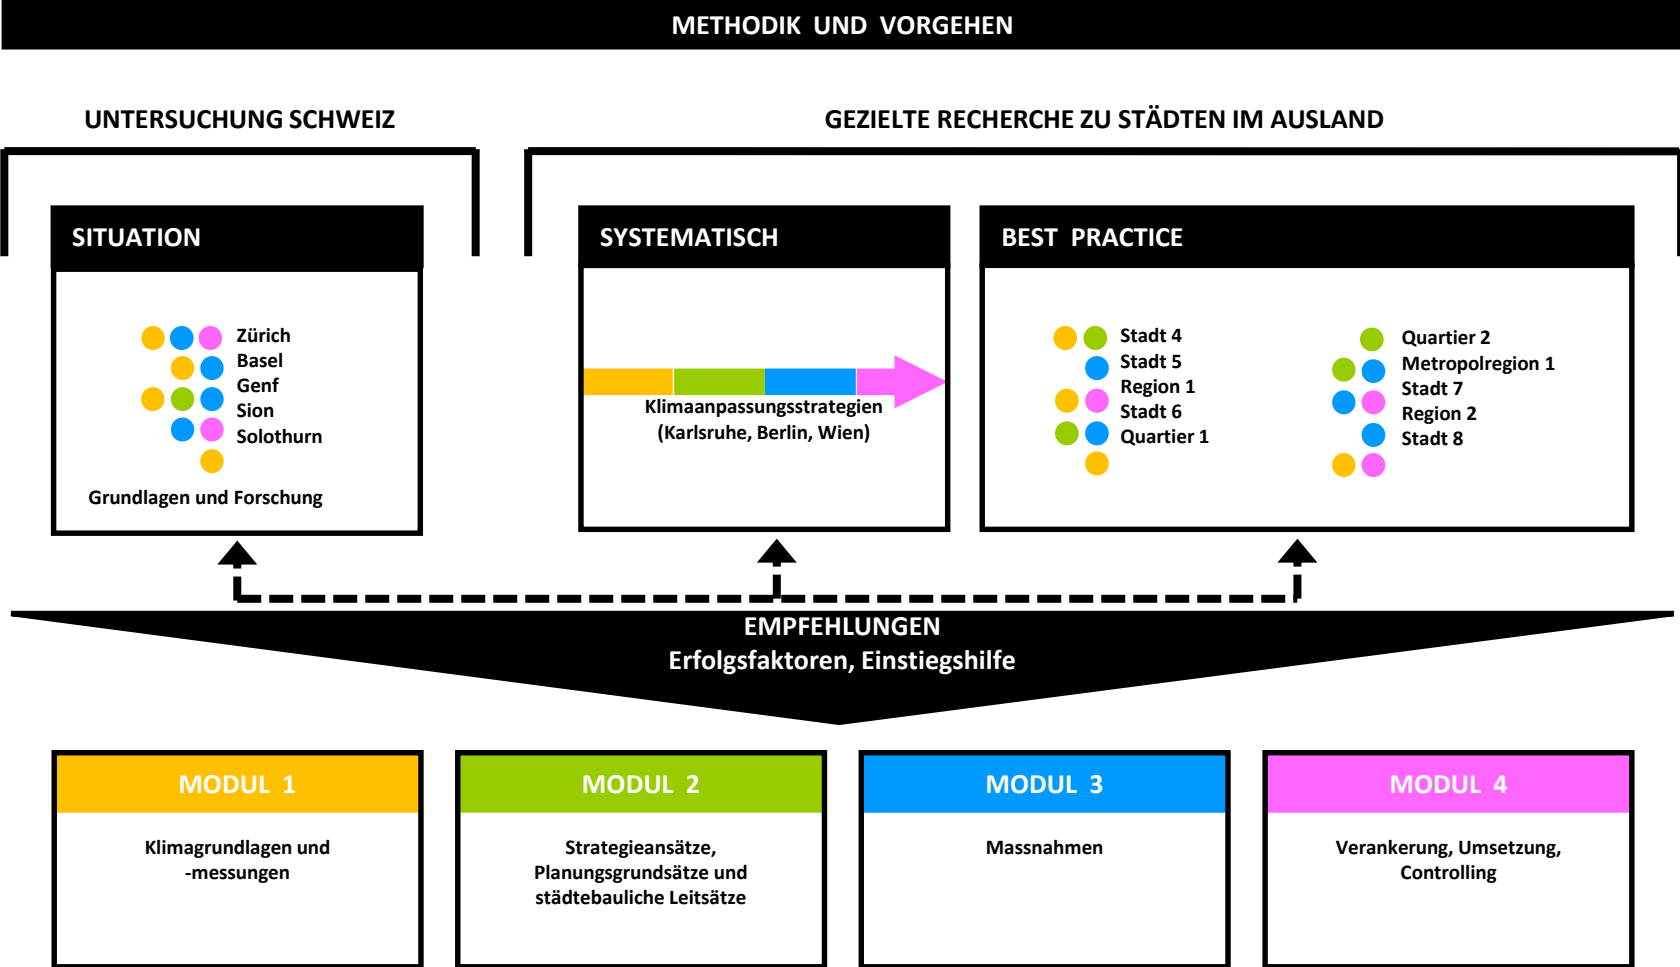 METHODIK UND VORGEHEN
UNTERSUCHUNG SCHWEIZ
GEZIELTE RECHERCHE ZU STÄDTEN IM AUSLAND
SITUATION
Zürich
Basel
Genf
Sion
Solothurn
Grundlagen und Forschung
SYSTEMATISCH
Klimaanpassungsstrategien
(Karlsruhe, Berlin, Wien)
BEST PRACTICE
Stadt 4
Stadt 5
Region 1
Stadt 6
Quartier 1
Quartier 2
Metropolregion 1
Stadt 7
Region 2
Stadt 8
EMPFEHLUNGEN
Erfolgsfaktoren, Einstiegshilfe
MODUL 1
Klimagrundlagen und
-messungen
MODUL 2
Strategieansätze,
Planungsgrundsätze und
städtebauliche Leitsätze
MODUL 3
Massnahmen
MODUL 4
Verankerung, Umsetzung,
Controlling